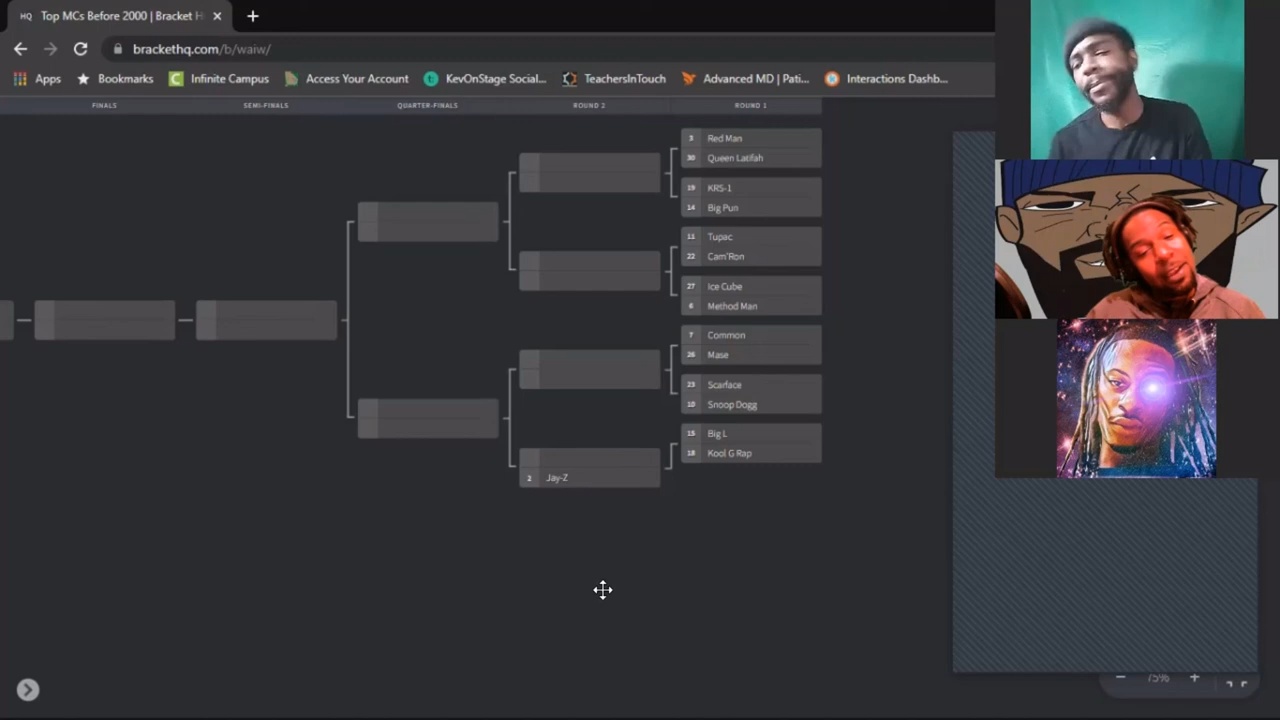 HQ Top MCs Before 2000 | Bracket H
brackethq.com/b/waiw/
Apps Bookmarks Infinite Campus Access Your Account KevOnStage Social... TeachersInTouch Advanced MD | Pati... Interactions Dashb...
FINALS SEMI-FINALS QUARTER-FINALS ROUND 2 ROUND 1
3 Red Man
30 Queen Latifah
19 KRS-1
14 Big Pun
11 Tupac
22 Cam'Ron
27 Ice Cube
6 Method Man
7 Common
26 Mase
23 Scarface
10 Snoop Dogg
15 Big L
18 Kool G Rap
2 Jay-Z
75%